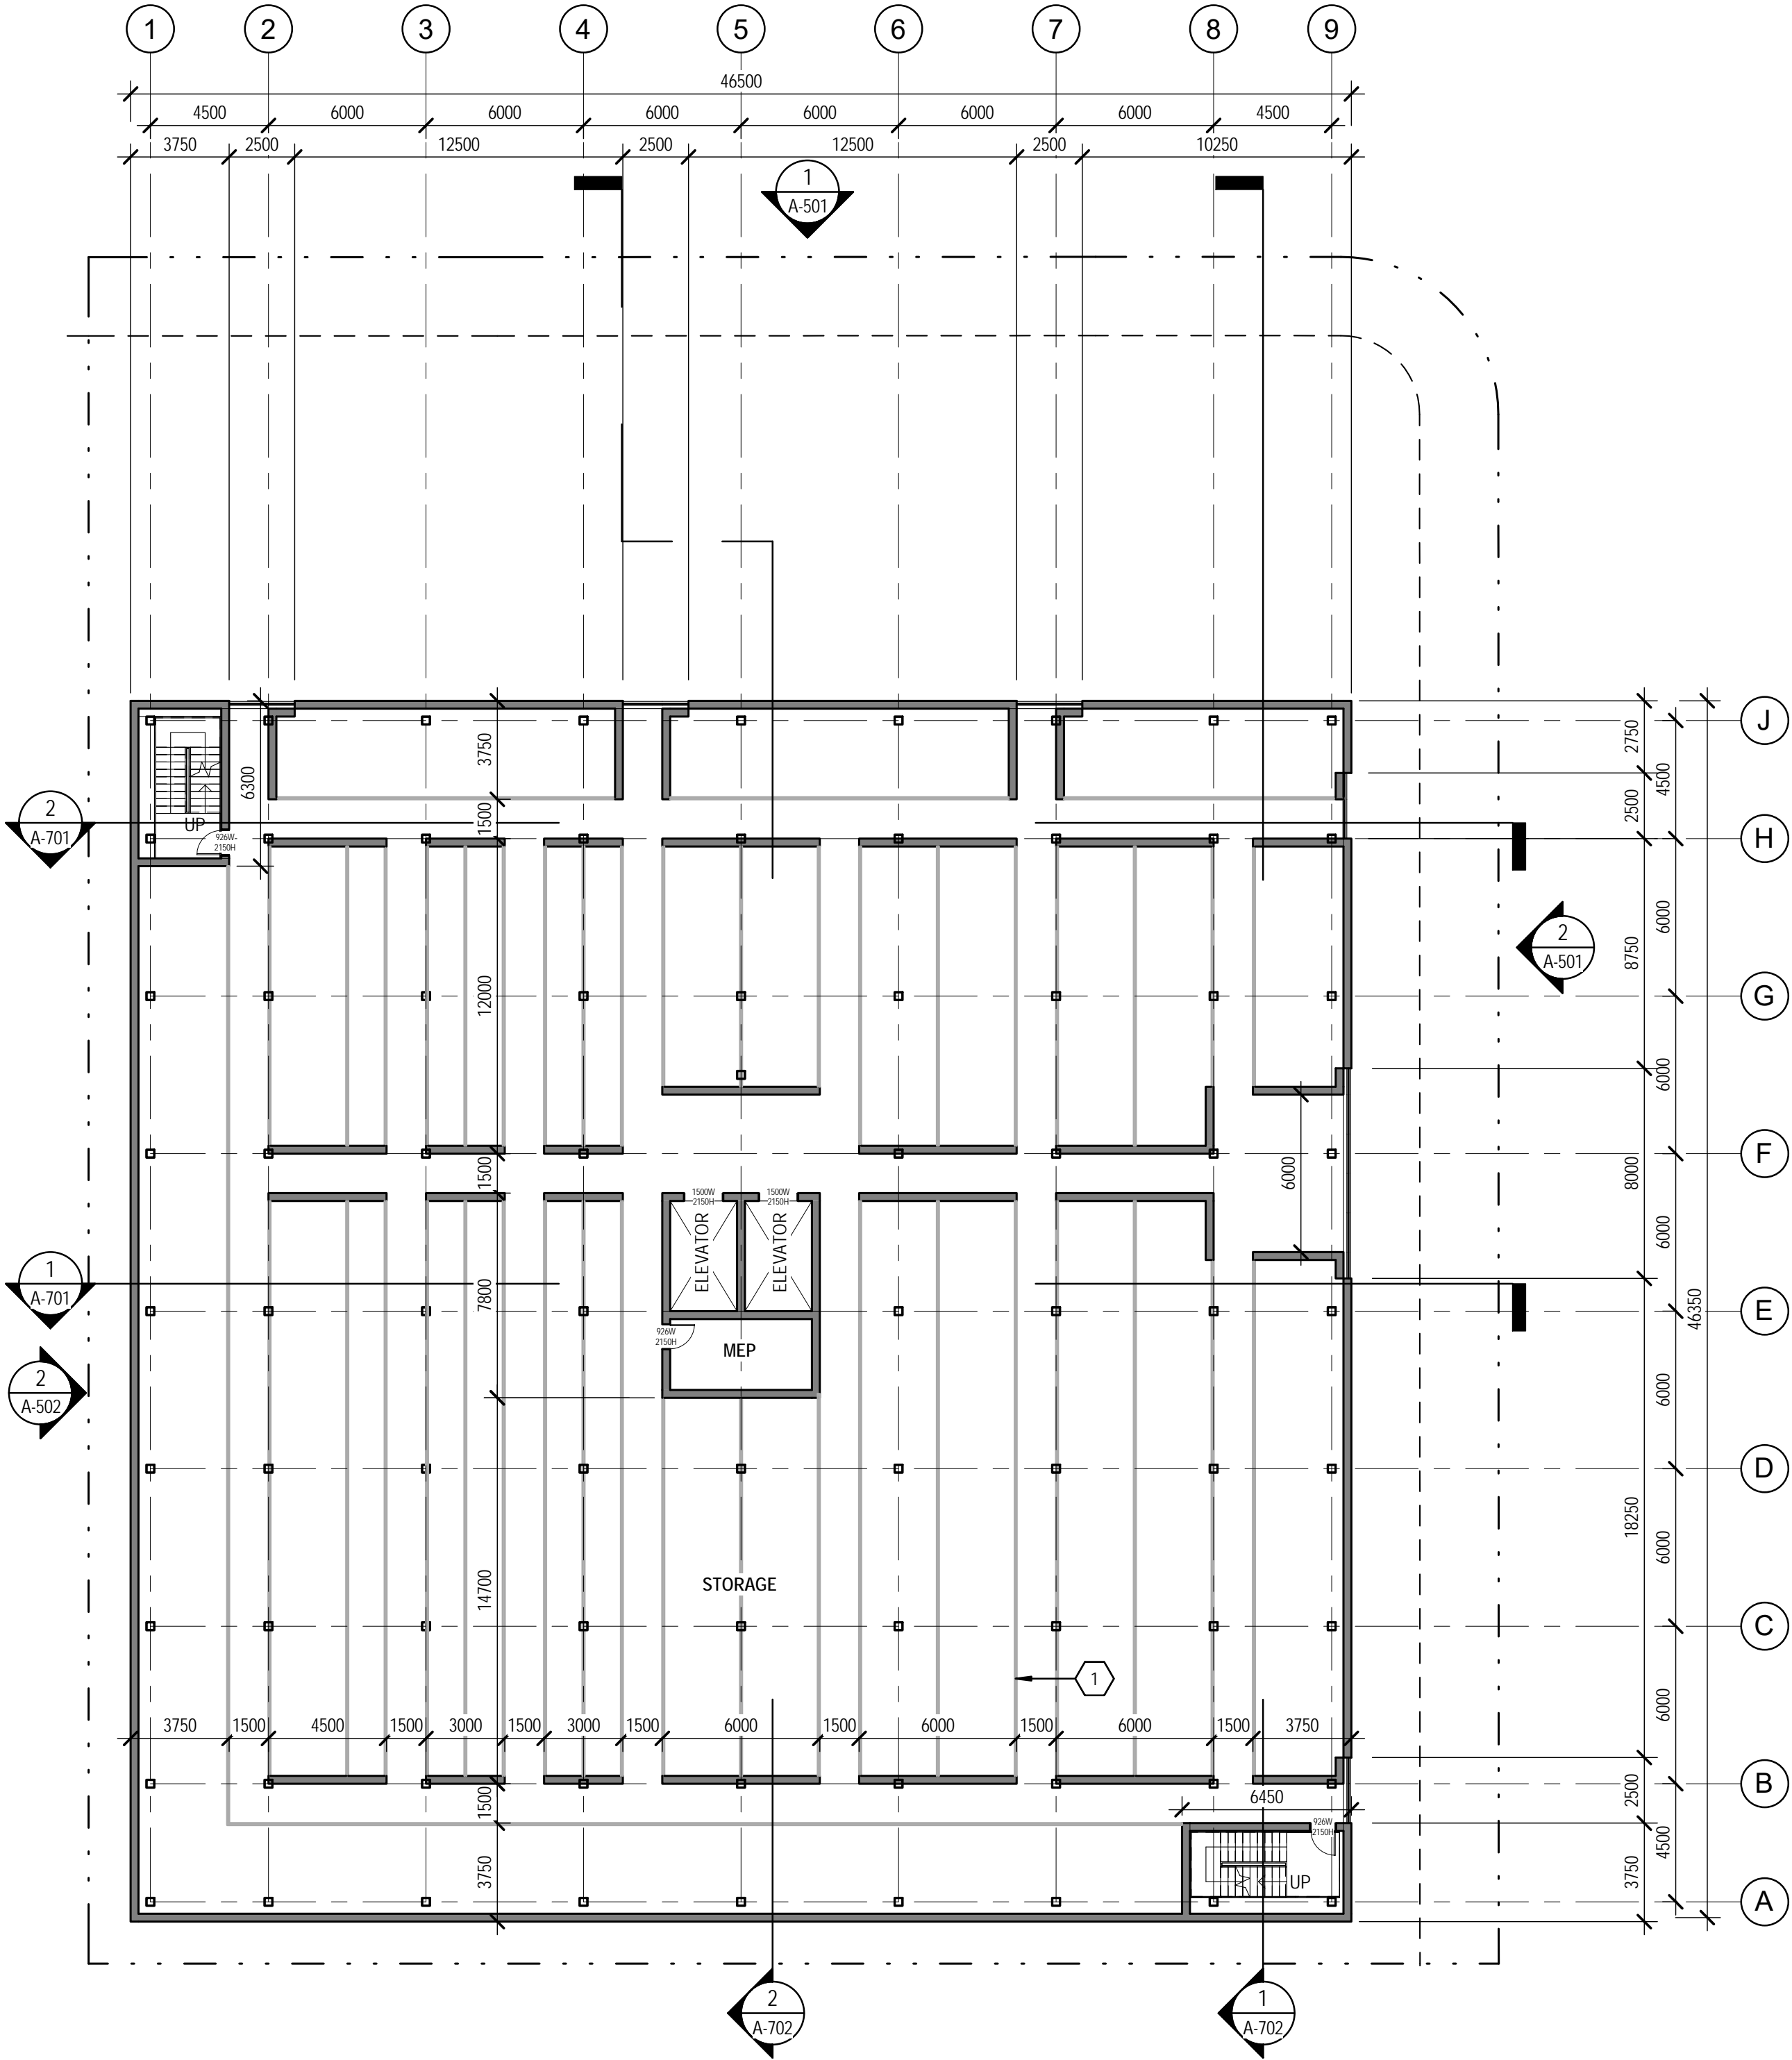 1 2 3 4 5 6 7 8 9
46500
4500 6000 6000 6000 6000 6000 6000 4500
3750 2500 12500 2500 12500 2500 10250
1
A-501
J
2750
3750
4500
6300
2500
1500
2
A-701
UP
926W
2150H
H
6000
8750
2
A-501
12000
G
6000
1500
6000
8000
F
1500W
2150H
1500W
2150H
ELEVATOR
ELEVATOR
6000
1
A-701
7800
E
46350
926W
2150H
MEP
2
A-502
6000
D
18250
6000
14700
STORAGE
C
1
6000
3750 1500 4500 1500 3000 1500 3000 1500 6000 1500 6000 1500 6000 1500 3750
B
1500
6450
2500
926W
2150H
4500
3750
3750
UP
A
2
A-702
1
A-702